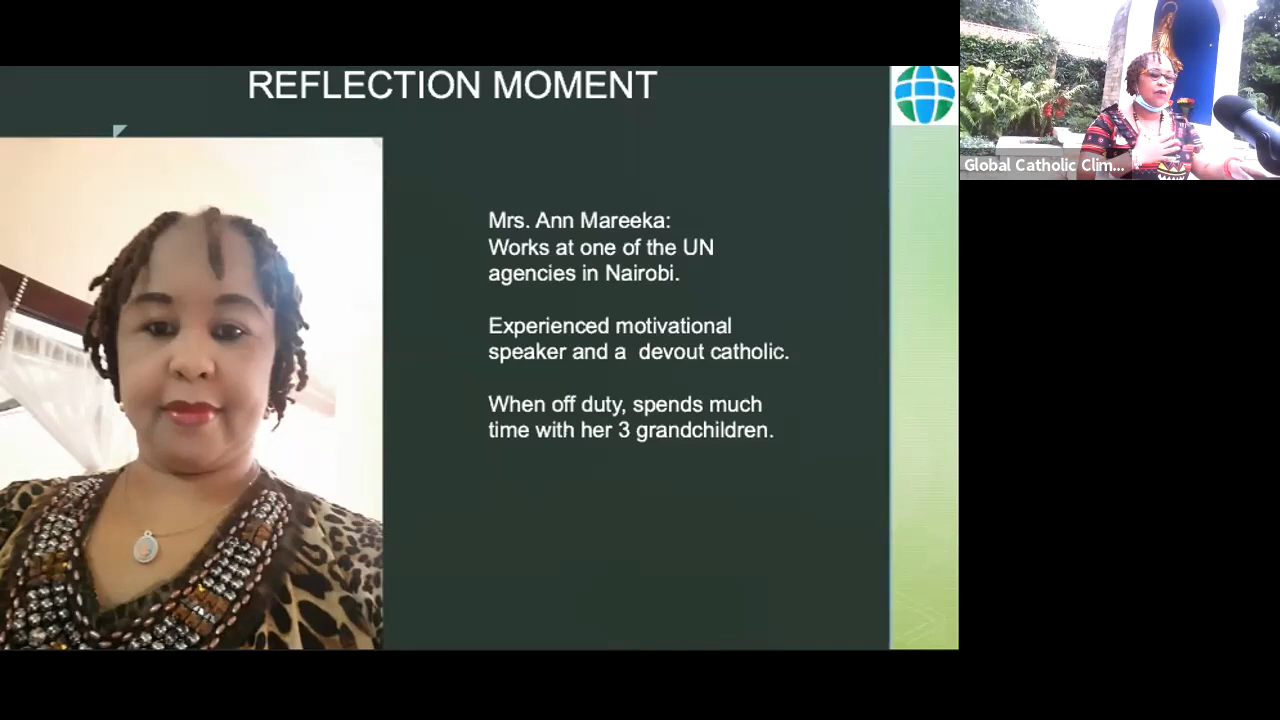 REFLECTION MOMENT
Mrs. Ann Mareeka:
Works at one of the UN
agencies in Nairobi.
Experienced motivational
speaker and a  devout catholic.
When off duty, spends much
time with her 3 grandchildren.
Global Catholic Clim...